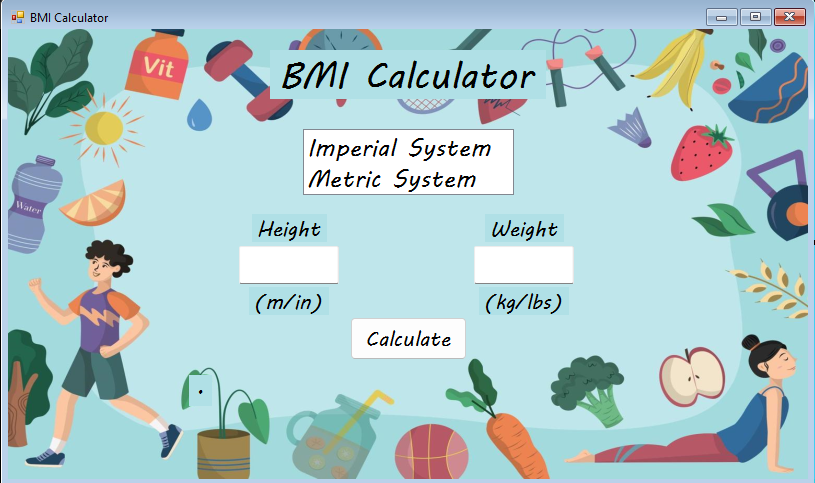 BMI Calculator
Vit
BMI Calculator
Imperial System
Metric System
Water
Height
Weight
(m/in)
(kg/lbs)
Calculate
.